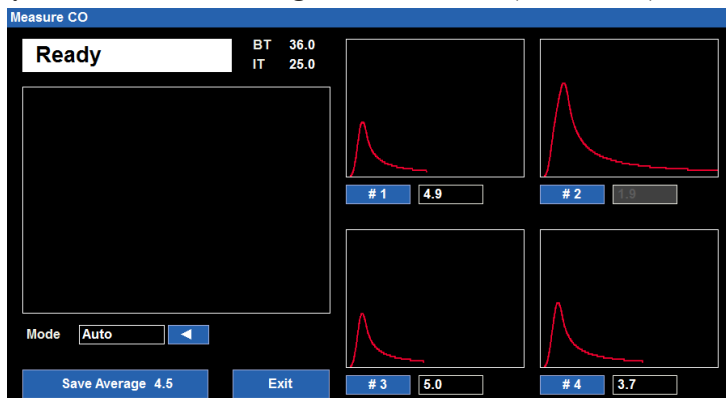 Measure CO
Ready
BT 36.0
IT 25.0
# 1 4.9
# 2 1.9
Mode Auto
Save Average 4.5
Exit
# 3 5.0
# 4 3.7